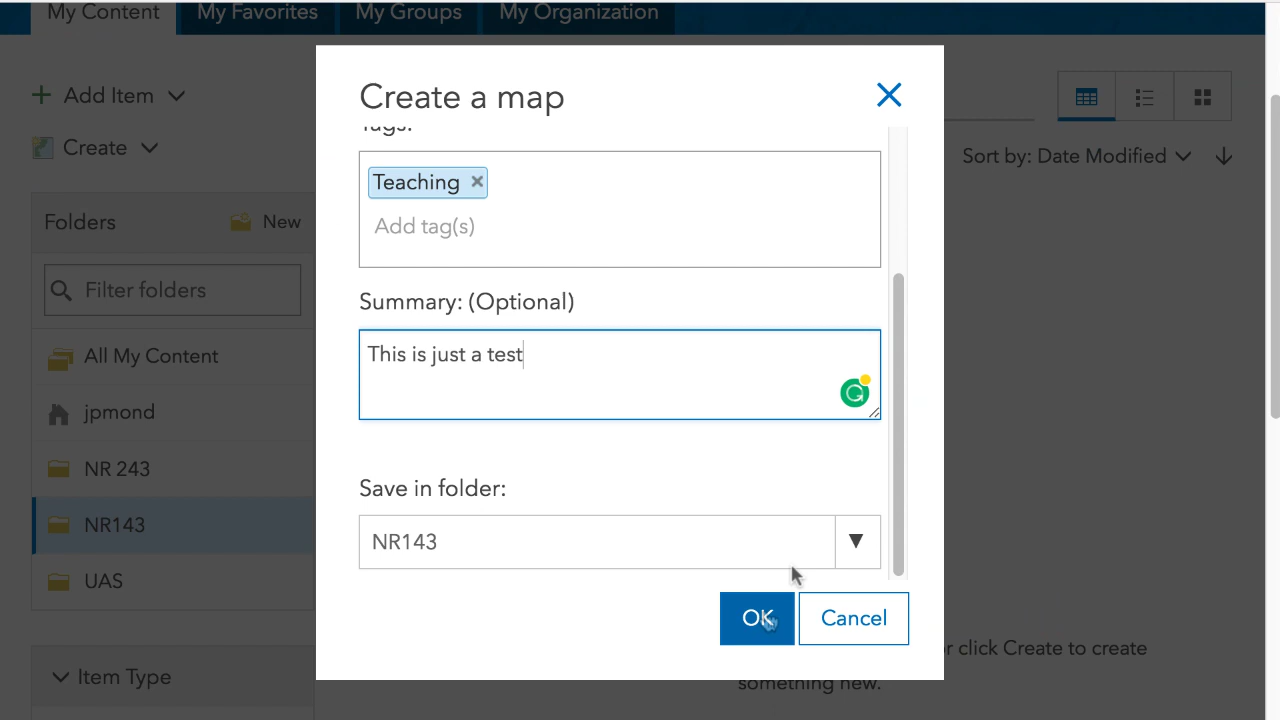 My Content
My Favorites
My Groups
My Organization
Add Item
Create
Sort by: Date Modified
Folders
New
Filter folders
All My Content
jpmond
NR 243
NR143
UAS
Item Type
Create a map
Tags:
Teaching ×
Add tag(s)
Summary: (Optional)
This is just a test
Save in folder:
NR143
OK
Cancel
r click Create to create
something new.